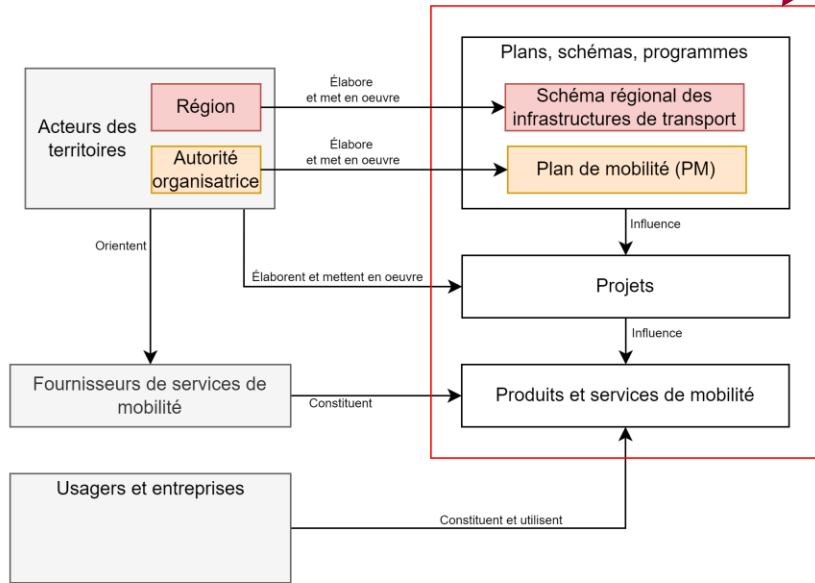 Plans, schémas, programmes
Acteurs des
territoires
Région
Élabore
et met en oeuvre
Schéma régional des
infrastructures de transport
Autorité
organisatrice
Élabore
et met en oeuvre
Plan de mobilité (PM)
Influence
Orientent
Élaborent et mettent en oeuvre
Projets
Influence
Fournisseurs de services de
mobilité
Constituent
Produits et services de mobilité
Usagers et entreprises
Constituent et utilisent